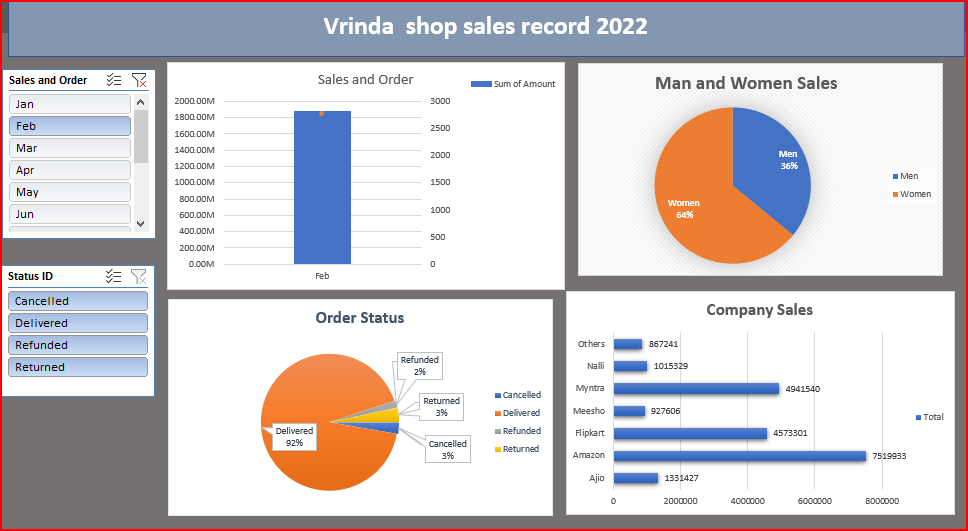 Vrinda  shop sales record 2022
Sales and Order
Jan
Feb
Mar
Apr
May
Jun
Status ID
Cancelled
Delivered
Refunded
Returned
Sales and Order
Sum of Amount
2000.00M
1800.00M
1600.00M
1400.00M
1200.00M
1000.00M
800.00M
600.00M
400.00M
200.00M
0.00M
3000
2500
2000
1500
1000
500
0
Feb
Man and Women Sales
Men
36%
Women
64%
Men
Women
Order Status
Refunded
2%
Returned
3%
Cancelled
3%
Delivered
92%
Cancelled
Delivered
Refunded
Returned
Company Sales
Others 867241
Nalli 1015329
Myntra 4941540
Meesho 927606
Flipkart 4573301
Amazon 7519933
Ajio 1331427
0 2000000 4000000 6000000 8000000
Total